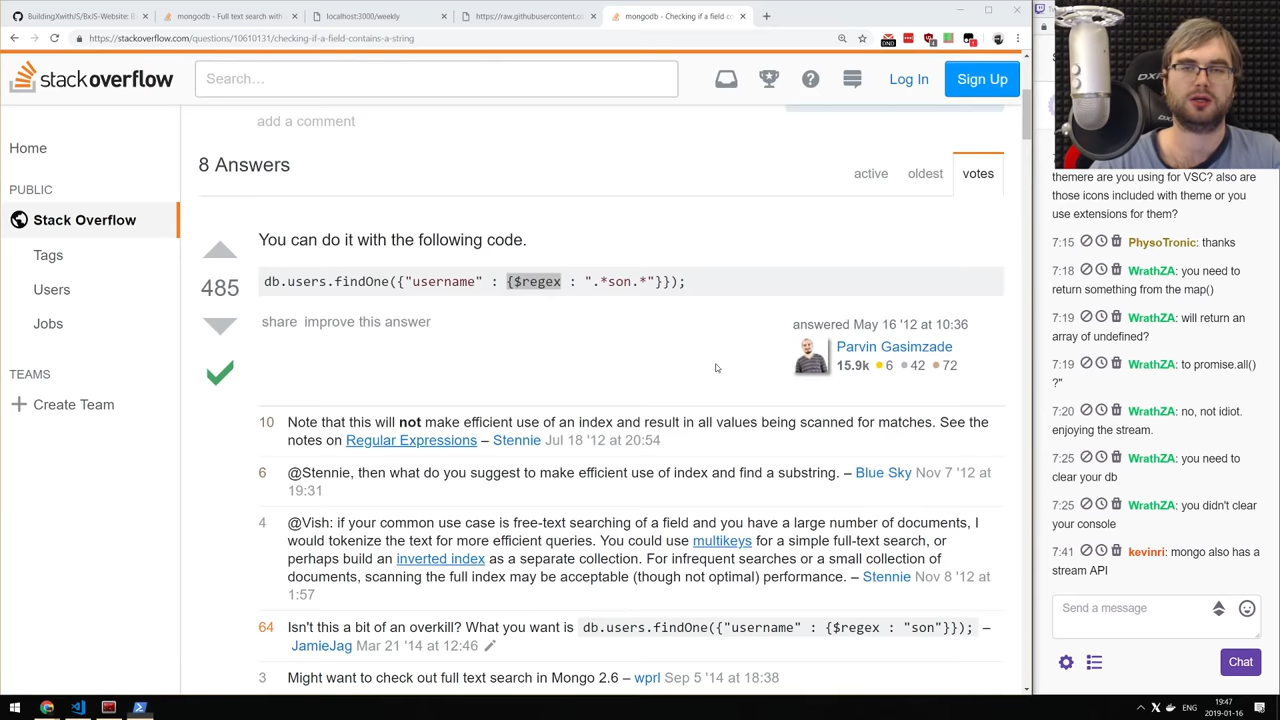 BuildingXwithJS/BxJS-Website: B
mongodb - Full text search with
localhost:3000/weekly
https://raw.githubusercontent.c
mongodb - Checking if a field c
https://stackoverflow.com/questions/10610131/checking-if-a-field-contains-a-string
stackoverflow
Search...
Log In
Sign Up
add a comment
Home
PUBLIC
Stack Overflow
Tags
Users
Jobs
TEAMS
Create Team
8 Answers
active
oldest
votes
You can do it with the following code.
485
db.users.findOne({"username" : {$regex : ".*son.*"}});
share improve this answer
answered May 16 '12 at 10:36
Parvin Gasimzade
15.9k 6 42 72
10 Note that this will not make efficient use of an index and result in all values being scanned for matches. See the
notes on Regular Expressions – Stennie Jul 18 '12 at 20:54
6 @Stennie, then what do you suggest to make efficient use of index and find a substring. – Blue Sky Nov 7 '12 at
19:31
4 @Vish: if your common use case is free-text searching of a field and you have a large number of documents, I
would tokenize the text for more efficient queries. You could use multikeys for a simple full-text search, or
perhaps build an inverted index as a separate collection. For infrequent searches or a small collection of
documents, scanning the full index may be acceptable (though not optimal) performance. – Stennie Nov 8 '12 at
1:57
64 Isn't this a bit of an overkill? What you want is db.users.findOne({"username" : {$regex : "son"}}); –
JamieJag Mar 21 '14 at 12:46
3 Might want to check out full text search in Mongo 2.6 – wprl Sep 5 '14 at 18:38
DXR
themere are you using for VSC? also are
those icons included with theme or you
use extensions for them?
7:15 PhysoTronic: thanks
7:18 WrathZA: you need to
return something from the map()
7:19 WrathZA: will return an
array of undefined?
7:19 WrathZA: to promise.all()
?"
7:20 WrathZA: no, not idiot.
enjoying the stream.
7:25 WrathZA: you need to
clear your db
7:25 WrathZA: you didn't clear
your console
7:41 kevinri: mongo also has a
stream API
Send a message
Chat
ENG
19:47
2019-01-16